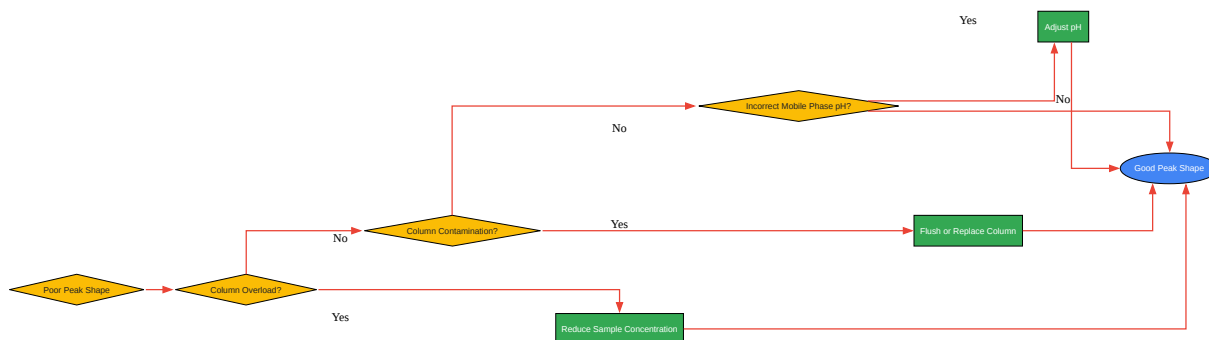 Yes
Adjust pH
Incorrect Mobile Phase pH?
No
No
Good Peak Shape
Column Contamination?
Yes
Flush or Replace Column
No
Poor Peak Shape
Column Overload?
Yes
Reduce Sample Concentration